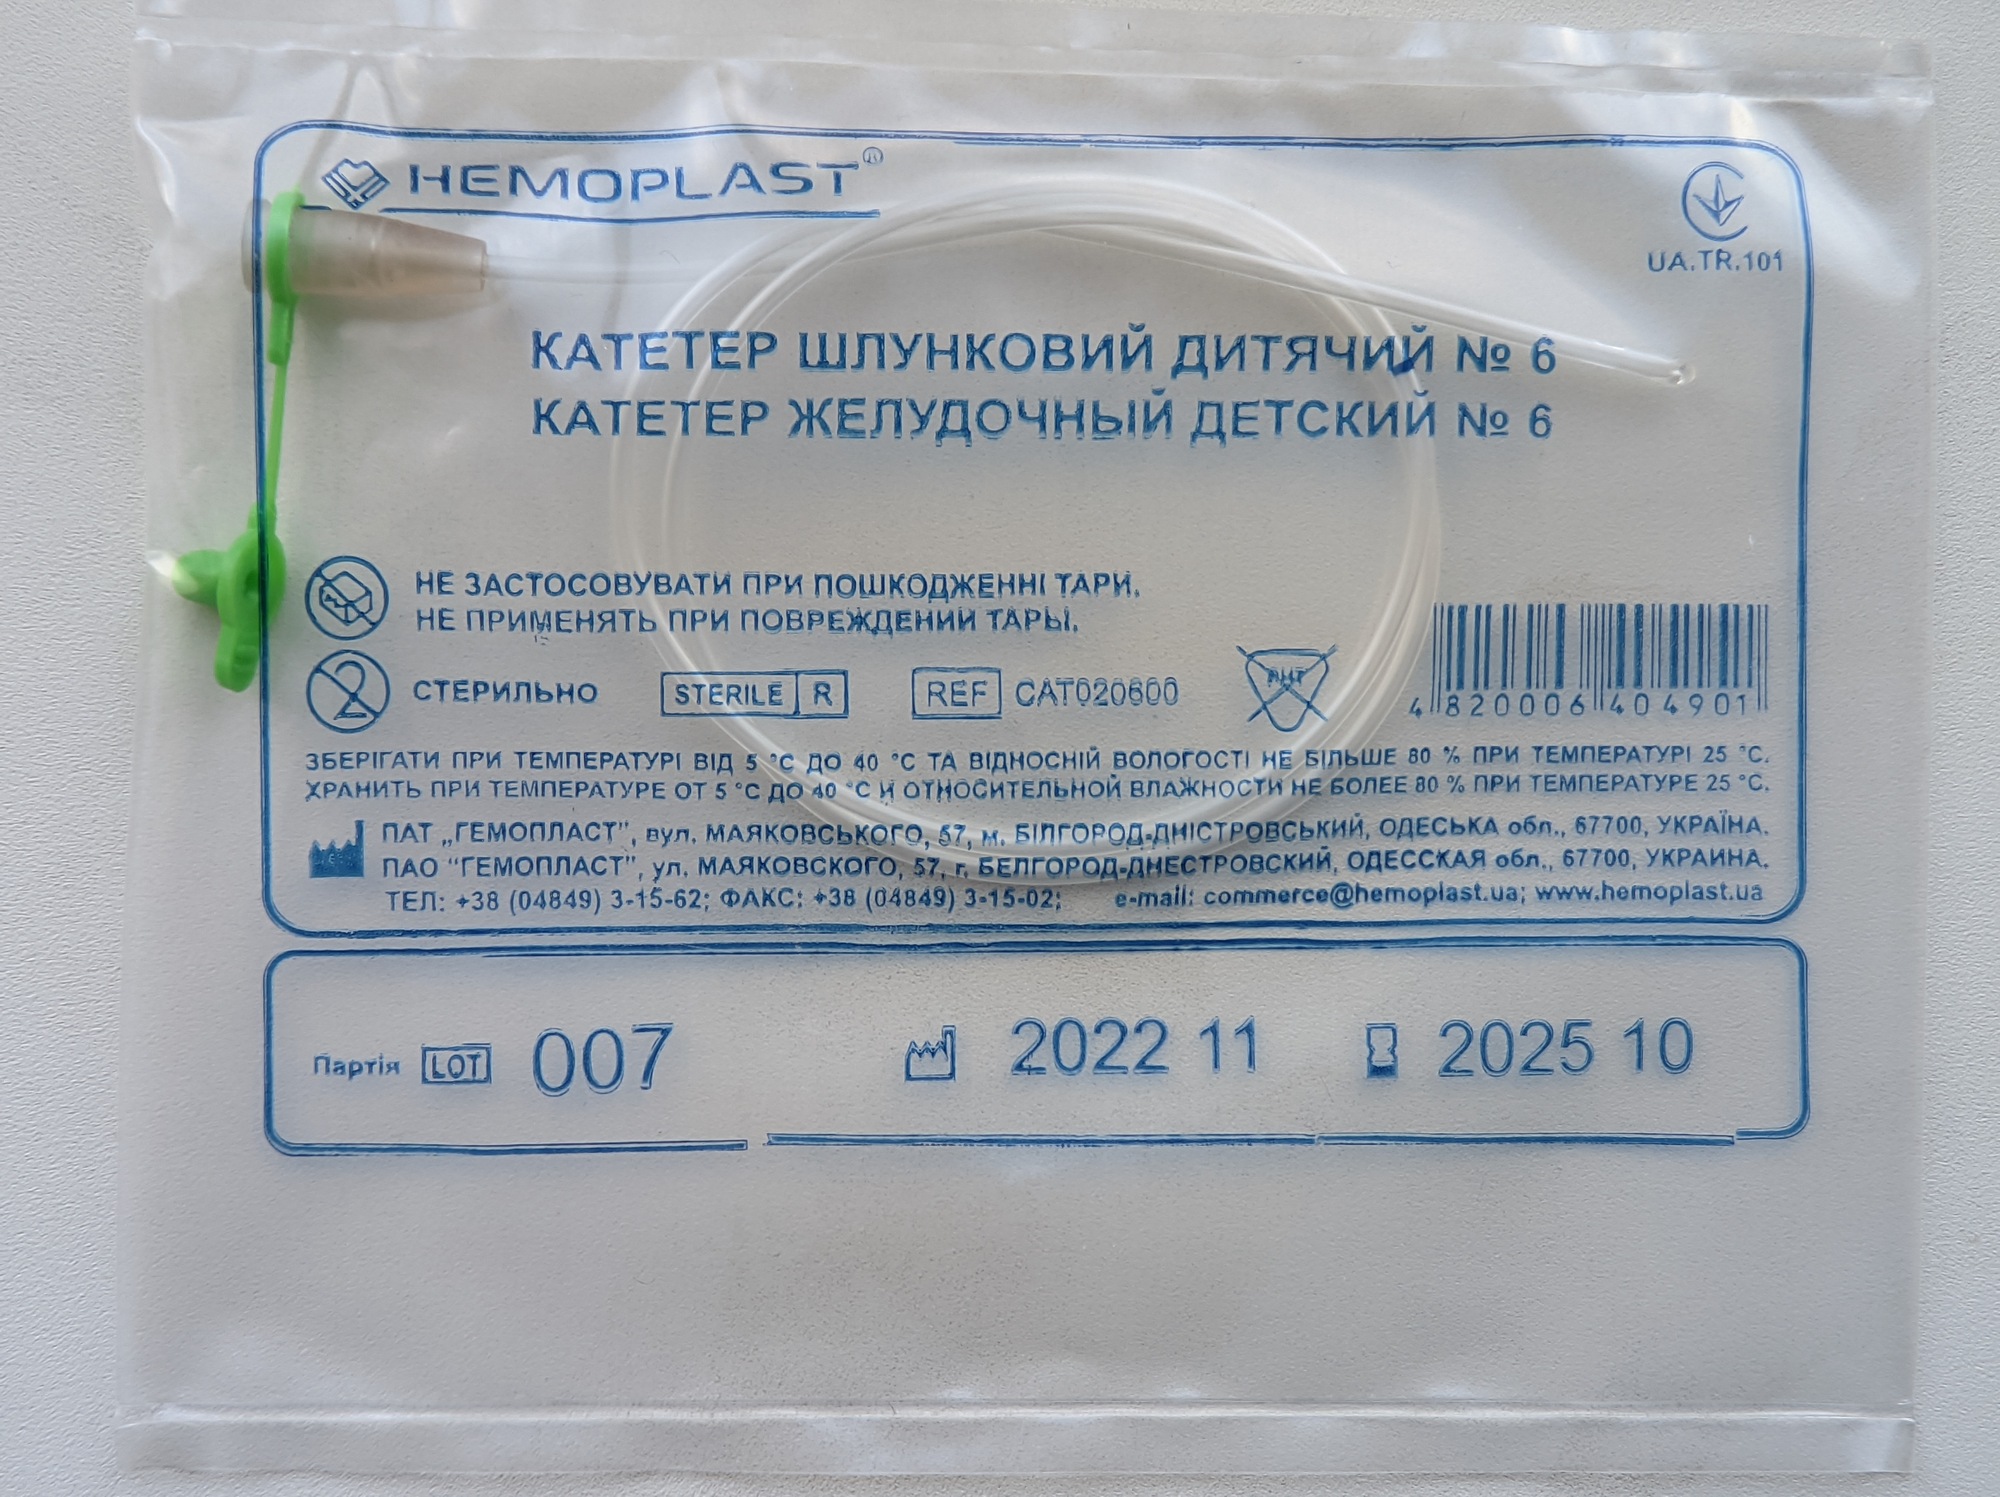 HEMOPLAST®
UA.TR.101
КАТЕТЕР ШЛУНКОВИЙ ДИТЯЧИЙ № 6
КАТЕТЕР ЖЕЛУДОЧНЫЙ ДЕТСКИЙ № 6
НЕ ЗАСТОСОВУВАТИ ПРИ ПОШКОДЖЕННІ ТАРИ.
НЕ ПРИМЕНЯТЬ ПРИ ПОВРЕЖДЕНИИ ТАРЫ.
2 СТЕРИЛЬНО STERILE R REF CAT020600 PHT 4 820006 404901
ЗБЕРІГАТИ ПРИ ТЕМПЕРАТУРІ ВІД 5 °С ДО 40 °С ТА ВІДНОСНІЙ ВОЛОГОСТІ НЕ БІЛЬШЕ 80 % ПРИ ТЕМПЕРАТУРІ 25 °С.
ХРАНИТЬ ПРИ ТЕМПЕРАТУРЕ ОТ 5 °С ДО 40 °С И ОТНОСИТЕЛЬНОЙ ВЛАЖНОСТИ НЕ БОЛЕЕ 80 % ПРИ ТЕМПЕРАТУРЕ 25 °С.
ПАТ „ГЕМОПЛАСТ", вул. МАЯКОВСЬКОГО, 57, м. БІЛГОРОД-ДНІСТРОВСЬКИЙ, ОДЕСЬКА обл., 67700, УКРАЇНА.
ПАО "ГЕМОПЛАСТ", ул. МАЯКОВСКОГО, 57, г. БЕЛГОРОД-ДНЕСТРОВСКИЙ, ОДЕССКАЯ обл., 67700, УКРАИНА.
ТЕЛ: +38 (04849) 3-15-62; ФАКС: +38 (04849) 3-15-02; e-mail: commerce@hemoplast.ua; www.hemoplast.ua
Партія LOT 007 2022 11 2025 10